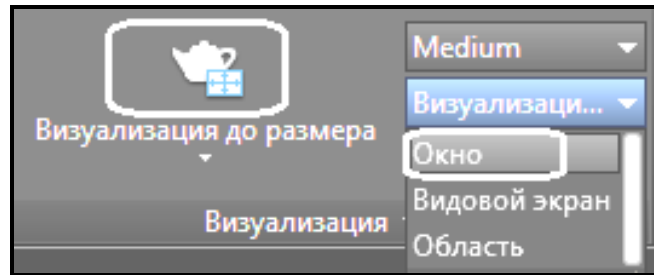 Medium
Визуализаци...
Визуализация до размера
Окно
Видовой экран
Визуализация
Область